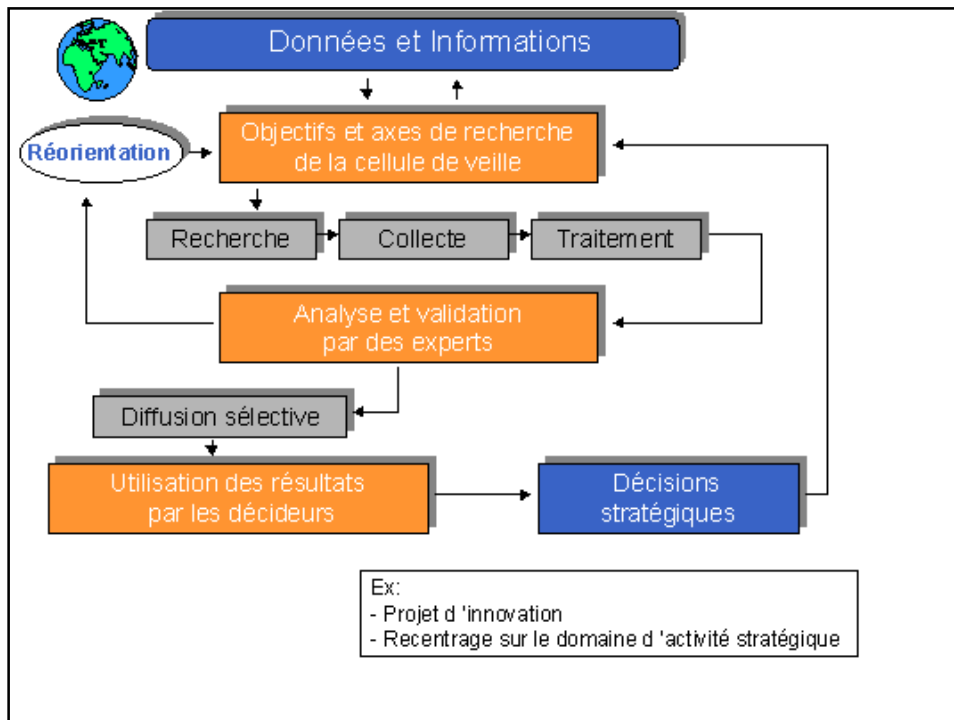 Données et Informations
Réorientation
Objectifs et axes de recherche
de la cellule de veille
Recherche
Collecte
Traitement
Analyse et validation
par des experts
Diffusion sélective
Utilisation des résultats
par les décideurs
Décisions
stratégiques
Ex:
- Projet d 'innovation
- Recentrage sur le domaine d 'activité stratégique